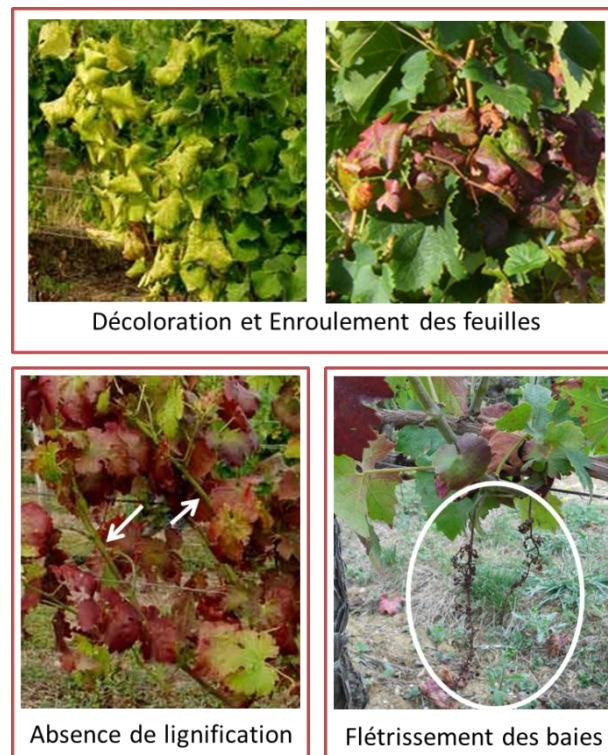 Décoloration et Enroulement des feuilles
Absence de lignification
Flétrissement des baies